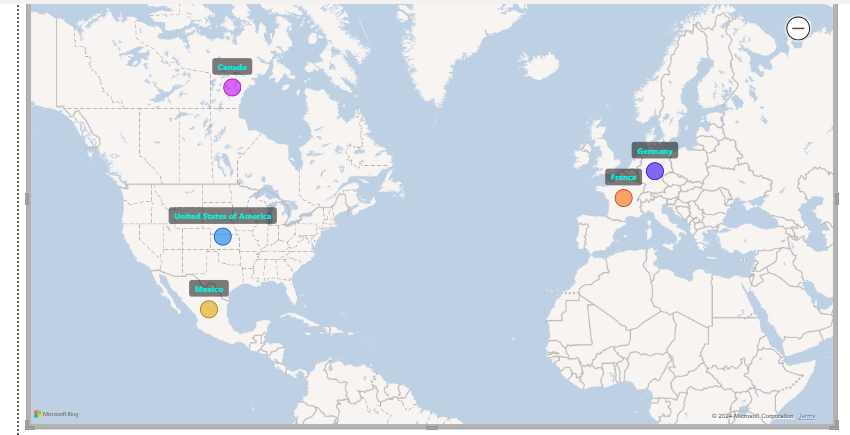 Canada
Germany
France
United States of America
Mexico
Microsoft Bing
© 2024 Microsoft Corporation Terms